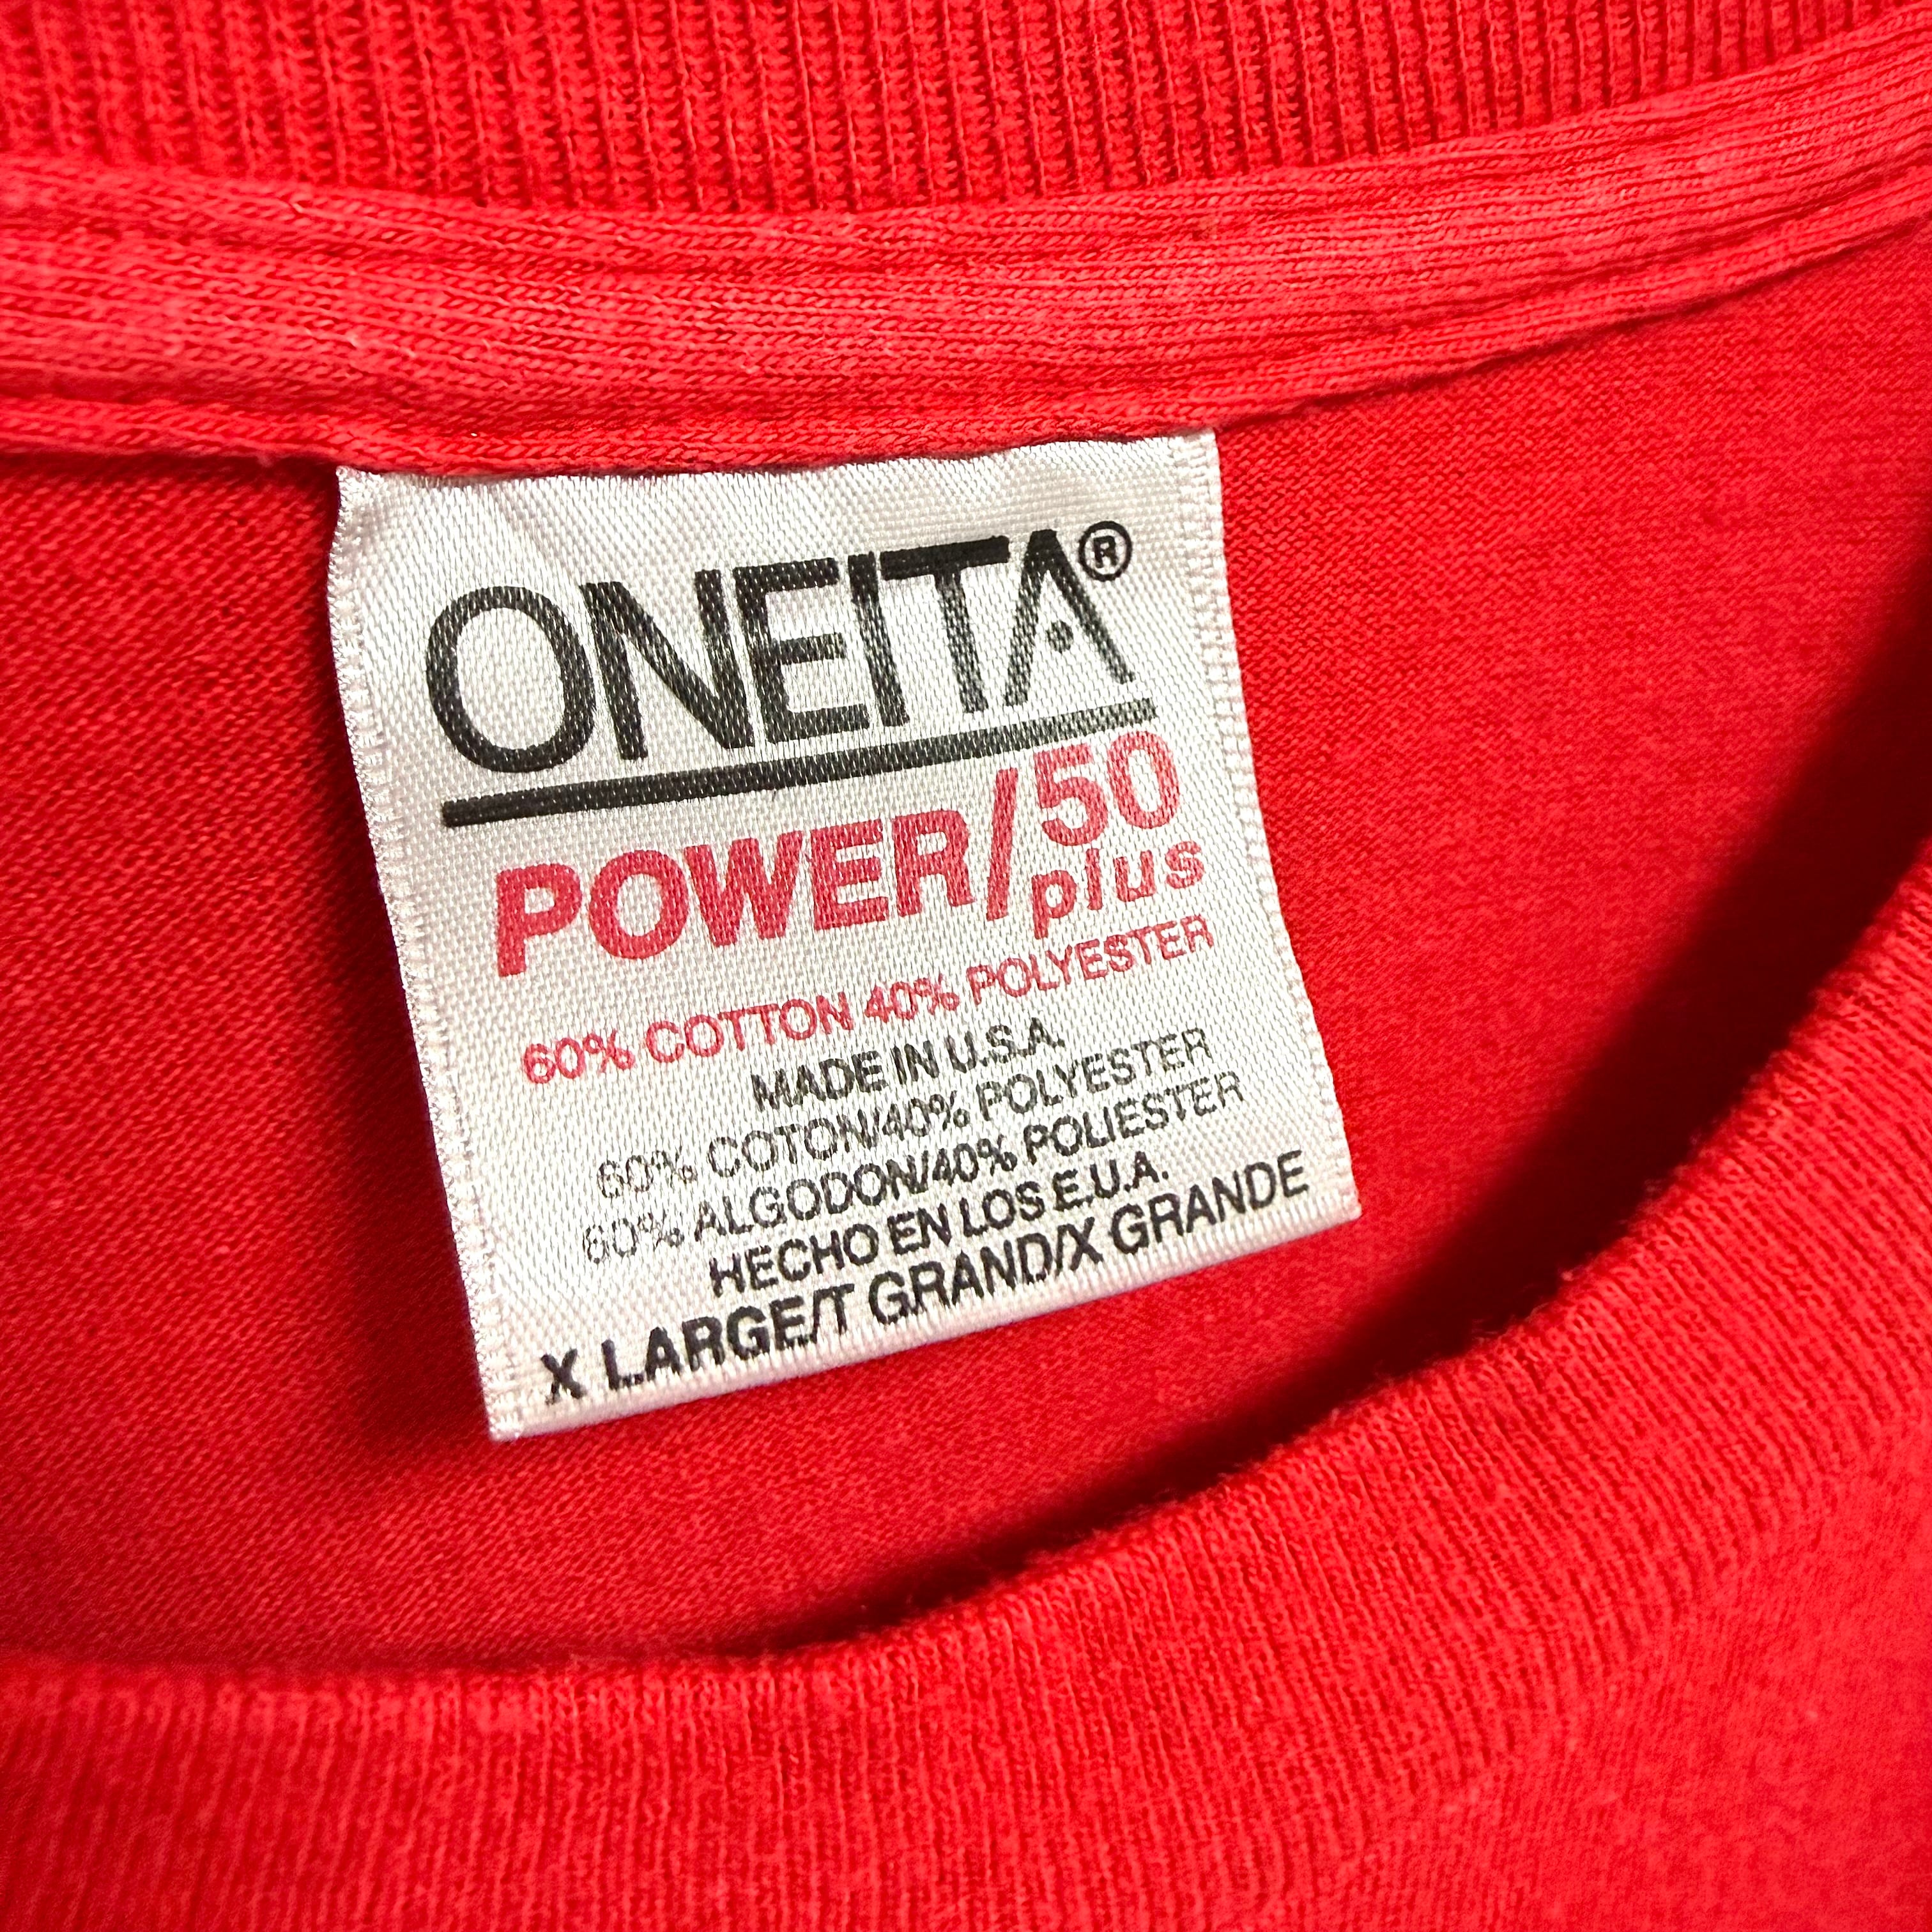 ONEITA®
POWER/50
plus
60% COTTON 40% POLYESTER
MADE IN U.S.A.
60% COTON/40% POLYESTER
60% ALGODON/40% POLIESTER
HECHO EN LOS E.U.A.
X LARGE/T GRAND/X GRANDE